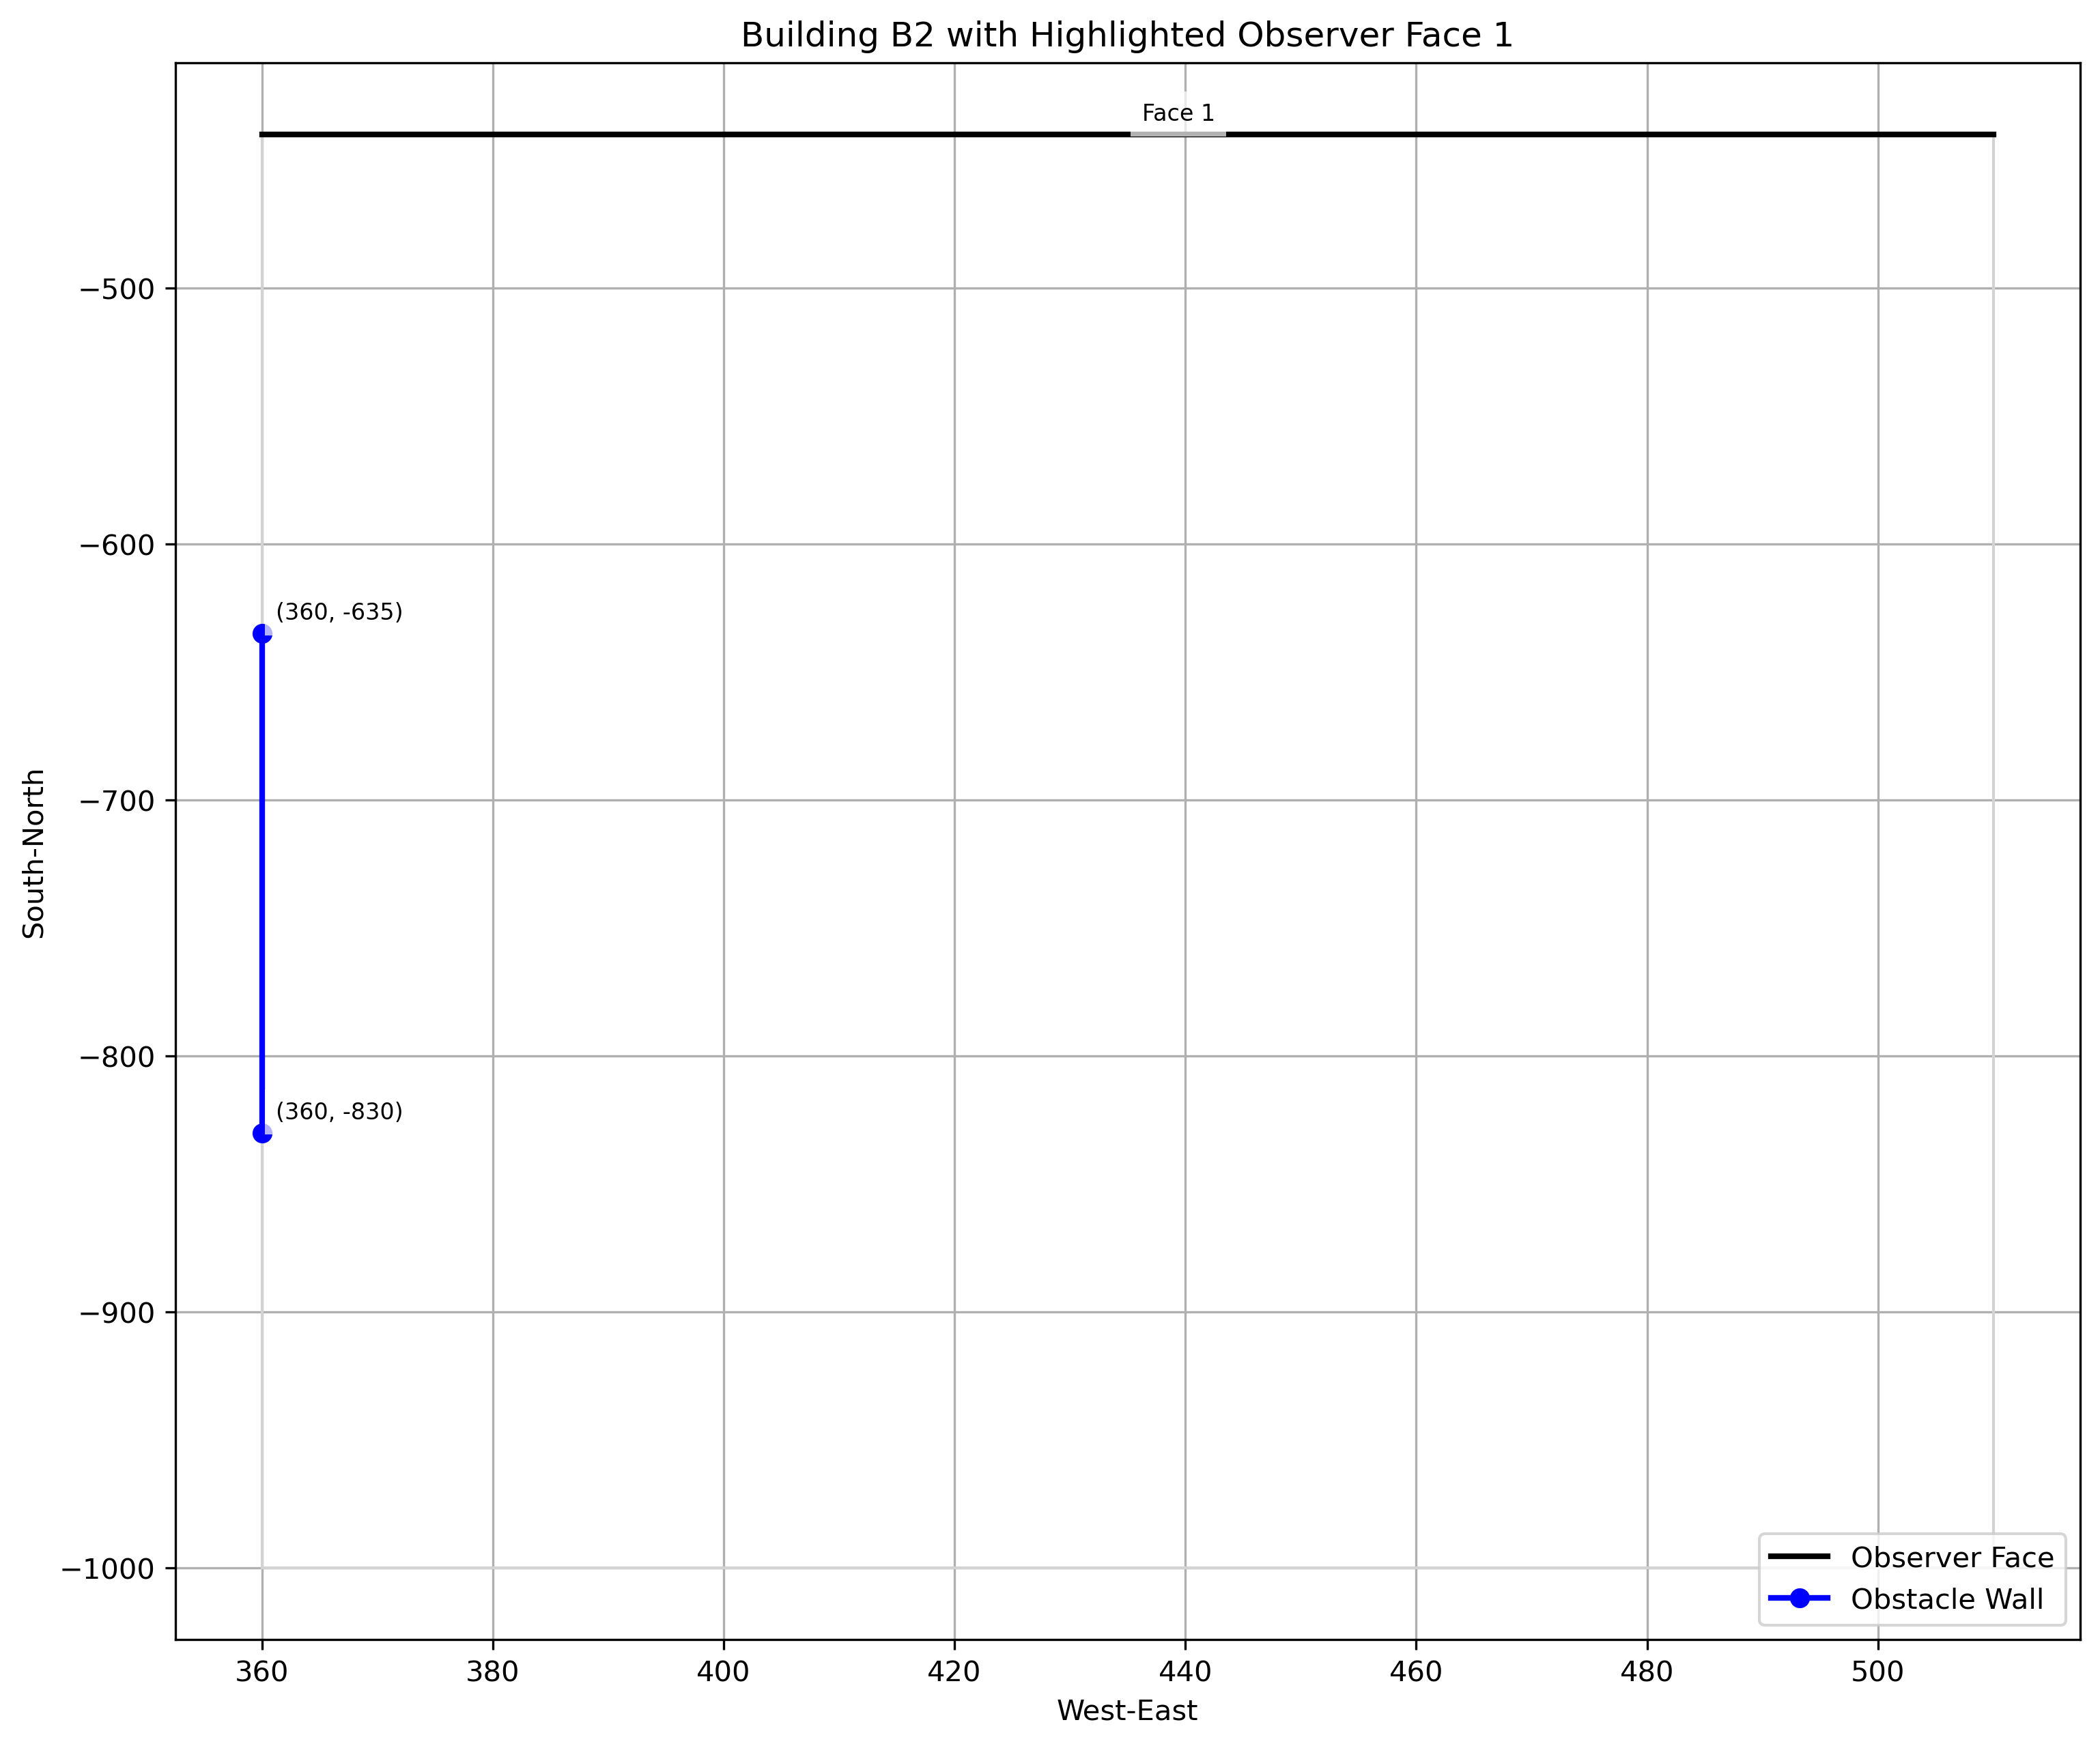 Building B2 with Highlighted Observer Face 1
Face 1
−500
−600
(360, -635)
−700
South-North
−800
(360, -830)
−900
−1000
Observer Face
Obstacle Wall
360 380 400 420 440 460 480 500
West-East